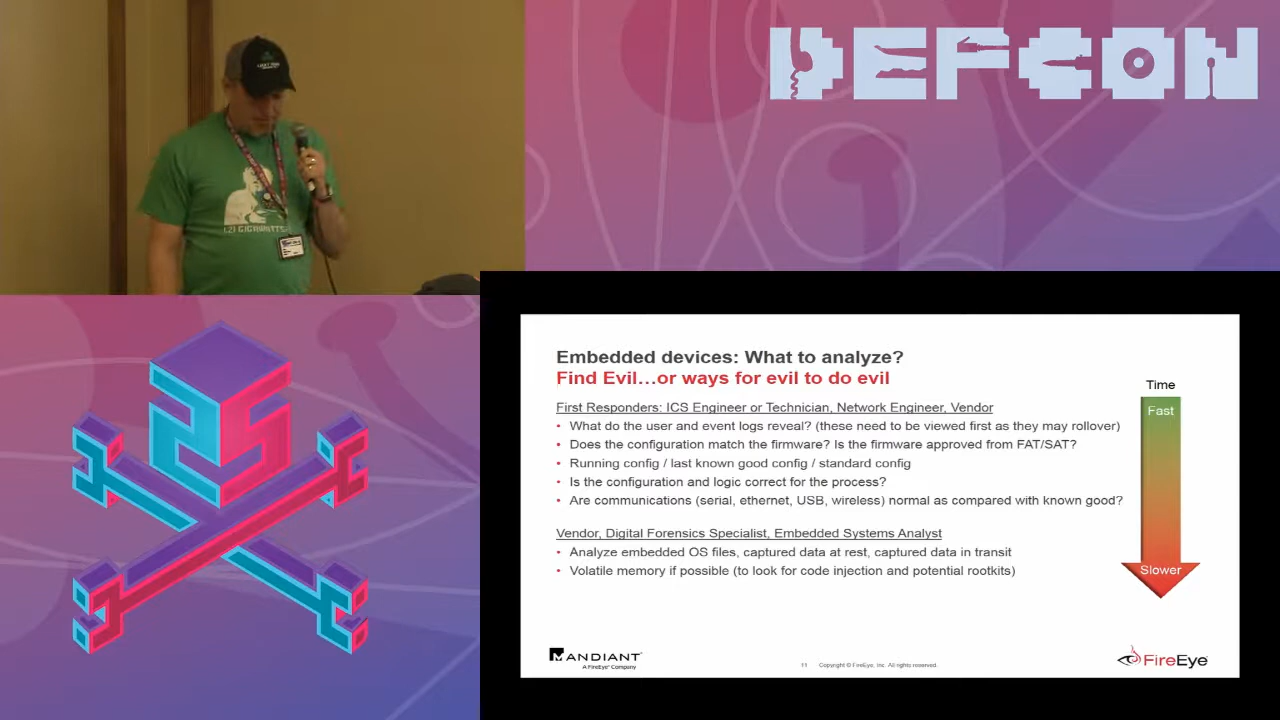 DEFCON
1.21 GIGAWATTS
Embedded devices: What to analyze?
Find Evil…or ways for evil to do evil
Time
Fast
First Responders: ICS Engineer or Technician, Network Engineer, Vendor
• What do the user and event logs reveal? (these need to be viewed first as they may rollover)
• Does the configuration match the firmware? Is the firmware approved from FAT/SAT?
• Running config / last known good config / standard config
• Is the configuration and logic correct for the process?
• Are communications (serial, ethernet, USB, wireless) normal as compared with known good?
Vendor, Digital Forensics Specialist, Embedded Systems Analyst
• Analyze embedded OS files, captured data at rest, captured data in transit
• Volatile memory if possible (to look for code injection and potential rootkits)
Slower
MANDIANT
A FireEye® Company
11 Copyright © FireEye, Inc. All rights reserved.
FireEye